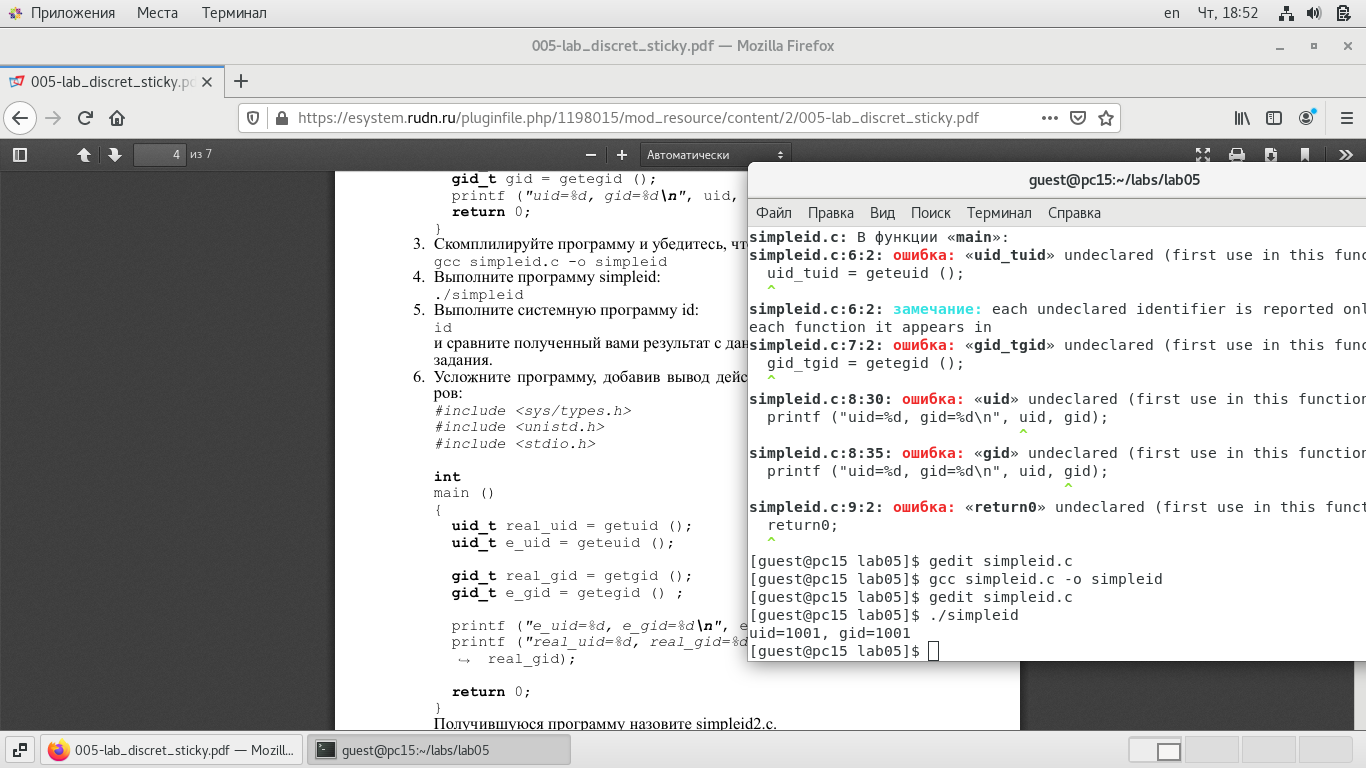 Приложения Места Терминал en Чт, 18:52
005-lab_discret_sticky.pdf — Mozilla Firefox
005-lab_discret_sticky.pd
https://esystem.rudn.ru/pluginfile.php/1198015/mod_resource/content/2/005-lab_discret_sticky.pdf
4 из 7 Автоматически
gid_t gid = getegid ();
printf ("uid=%d, gid=%d\n", uid,
return 0;
}
3. Скомплилируйте программу и убедитесь, чт
gcc simpleid.c -o simpleid
4. Выполните программу simpleid:
./simpleid
5. Выполните системную программу id:
id
и сравните полученный вами результат с дан
задания.
6. Усложните программу, добавив вывод дейс
ров:
#include <sys/types.h>
#include <unistd.h>
#include <stdio.h>
int
main ()
{
uid_t real_uid = getuid ();
uid_t e_uid = geteuid ();
gid_t real_gid = getgid ();
gid_t e_gid = getegid () ;
printf ("e_uid=%d, e_gid=%d\n", e
printf ("real_uid=%d, real_gid=%d
↪ real_gid);
return 0;
}
Получившуюся программу назовите simpleid2.c.
guest@pc15:~/labs/lab05
Файл Правка Вид Поиск Терминал Справка
simpleid.c: В функции «main»:
simpleid.c:6:2: ошибка: «uid_tuid» undeclared (first use in this func
uid_tuid = geteuid ();
^
simpleid.c:6:2: замечание: each undeclared identifier is reported onl
each function it appears in
simpleid.c:7:2: ошибка: «gid_tgid» undeclared (first use in this func
gid_tgid = getegid ();
^
simpleid.c:8:30: ошибка: «uid» undeclared (first use in this function
printf ("uid=%d, gid=%d\n", uid, gid);
^
simpleid.c:8:35: ошибка: «gid» undeclared (first use in this function
printf ("uid=%d, gid=%d\n", uid, gid);
^
simpleid.c:9:2: ошибка: «return0» undeclared (first use in this funct
return0;
^
[guest@pc15 lab05]$ gedit simpleid.c
[guest@pc15 lab05]$ gcc simpleid.c -o simpleid
[guest@pc15 lab05]$ gedit simpleid.c
[guest@pc15 lab05]$ ./simpleid
uid=1001, gid=1001
[guest@pc15 lab05]$
005-lab_discret_sticky.pdf — Mozill... guest@pc15:~/labs/lab05